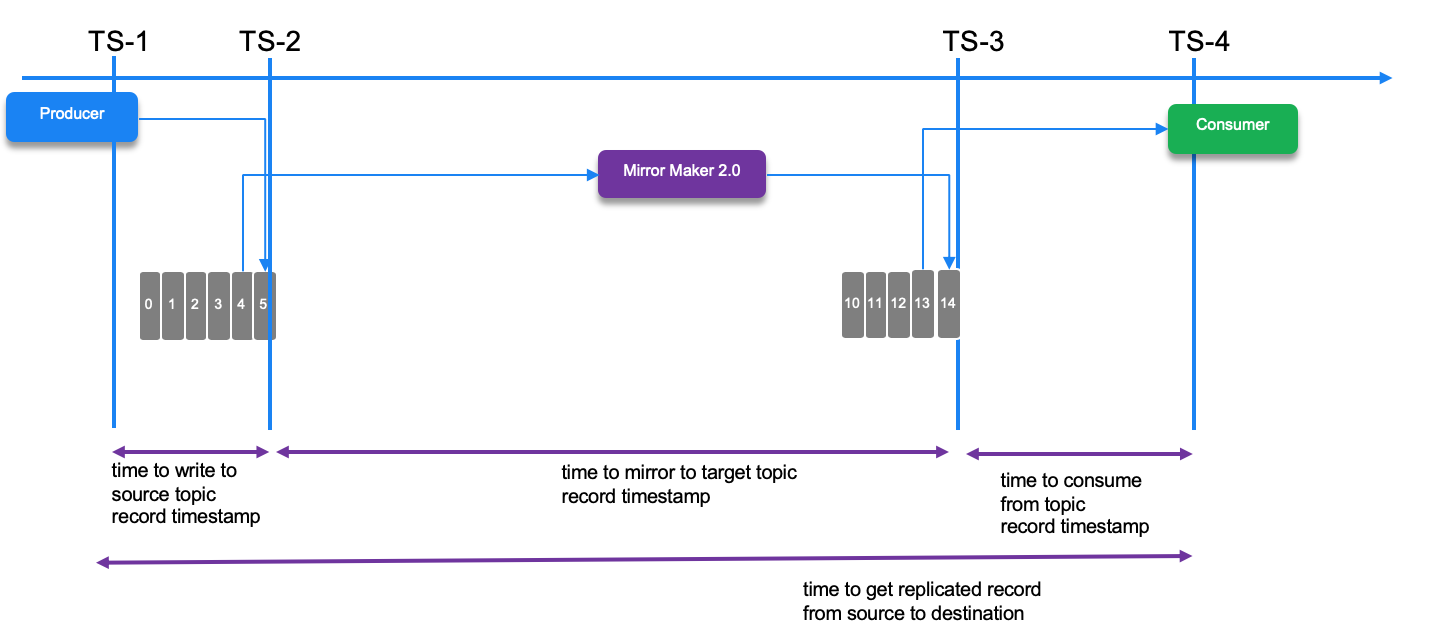 TS-1
TS-2
TS-3
TS-4
Producer
Consumer
Mirror Maker 2.0
0 1 2 3 4 5
10 11 12 13 14
time to write to
source topic
record timestamp
time to mirror to target topic
record timestamp
time to consume
from topic
record timestamp
time to get replicated record
from source to destination